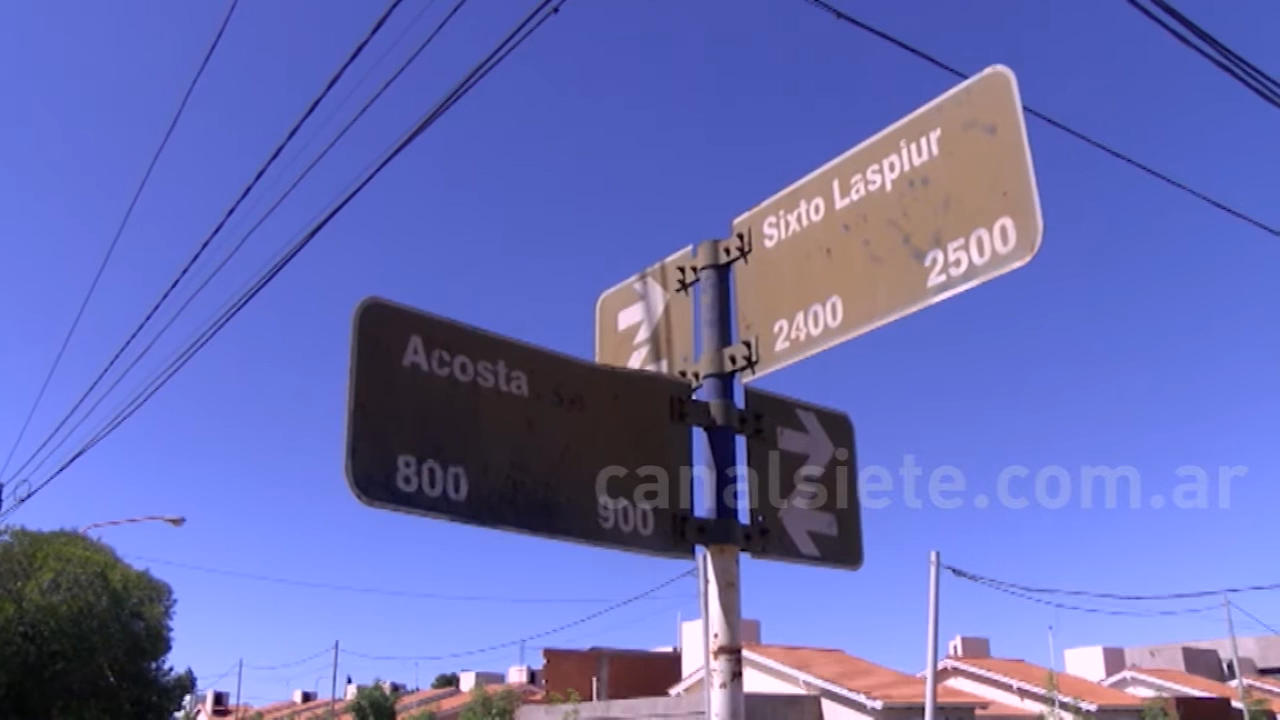 Sixto Laspiur
2400 2500
Acosta
800 900
canalsiete.com.ar